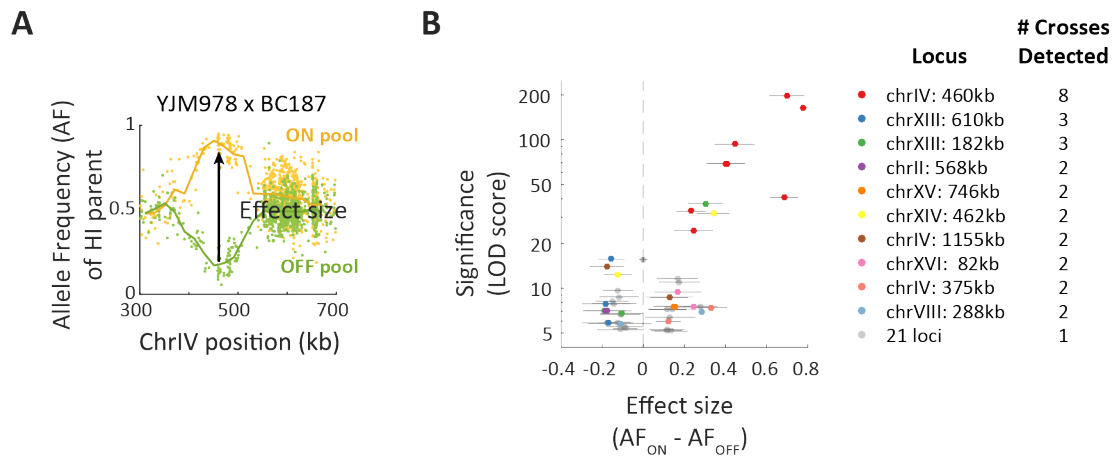 A
YJM978 x BC187
Allele Frequency (AF)
of HI parent
1
0.5
0
ON pool
Effect size
OFF pool
300
500
700
ChrIV position (kb)
B
Significance
(LOD score)
200
100
50
20
10
5
-0.4
-0.2
0
0.2
0.4
0.6
0.8
Effect size
(AFON - AFOFF)
# Crosses
Locus Detected
chrIV: 460kb 8
chrXIII: 610kb 3
chrXIII: 182kb 3
chrII: 568kb 2
chrXV: 746kb 2
chrXIV: 462kb 2
chrIV: 1155kb 2
chrXVI: 82kb 2
chrIV: 375kb 2
chrVIII: 288kb 2
21 loci 1